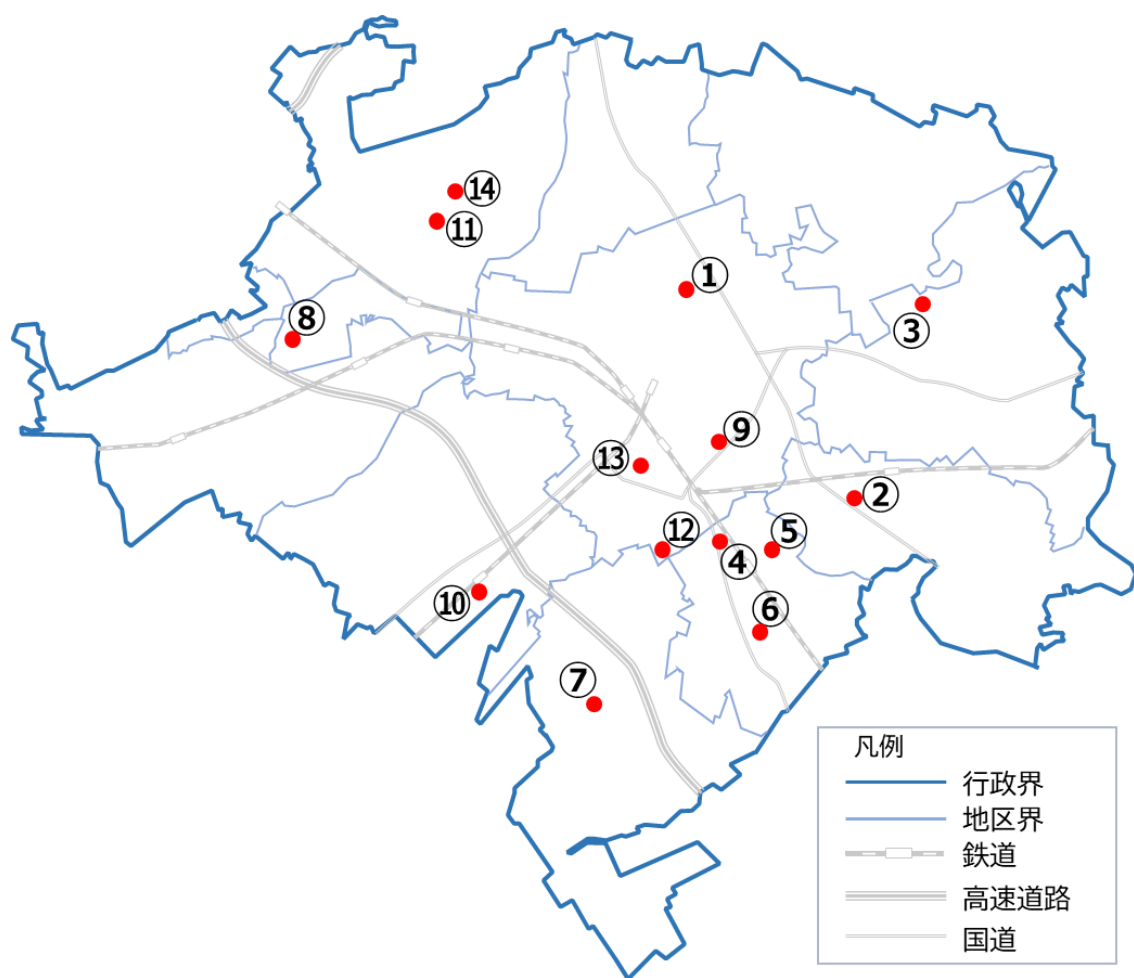 ⑭
⑪
①
⑧
③
⑨
⑬
②
⑫
⑤
④
⑩
⑥
⑦
凡例
行政界
地区界
鉄道
高速道路
国道